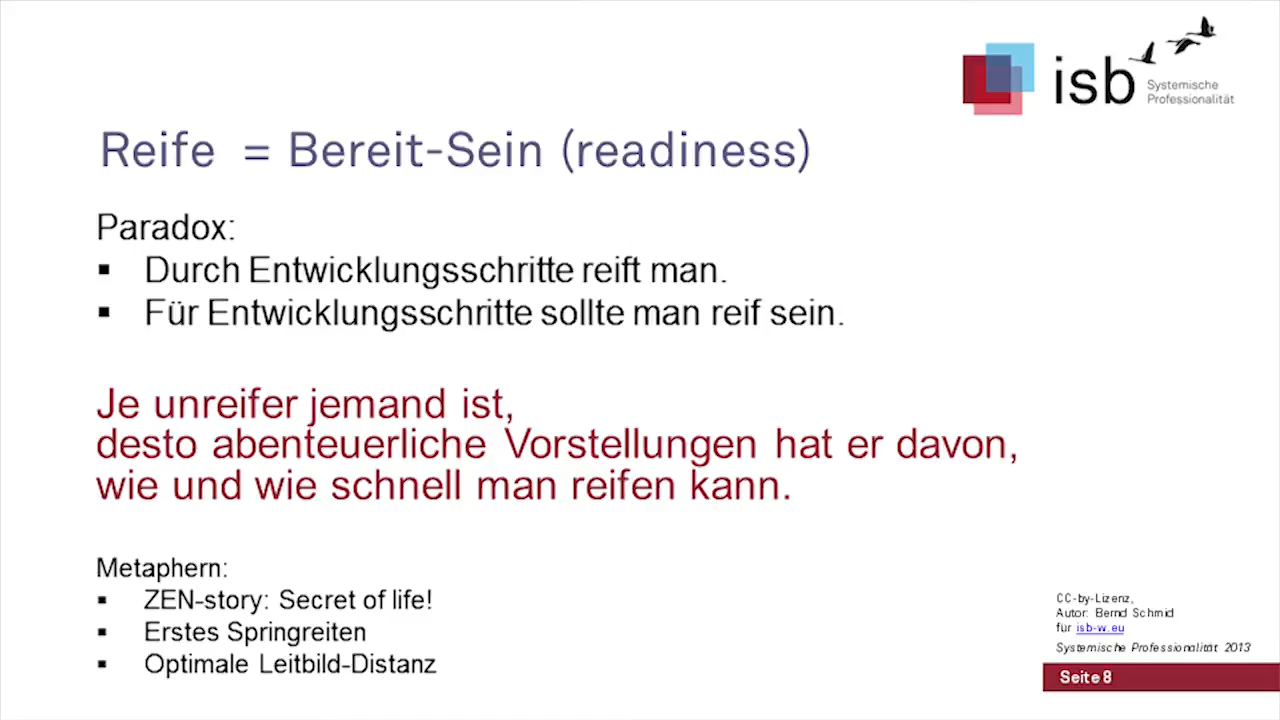 isb
Systemische
Professionalität
Reife = Bereit-Sein (readiness)
Paradox:
▪ Durch Entwicklungsschritte reift man.
▪ Für Entwicklungsschritte sollte man reif sein.
Je unreifer jemand ist,
desto abenteuerliche Vorstellungen hat er davon,
wie und wie schnell man reifen kann.
Metaphern:
▪ ZEN-story: Secret of life!
▪ Erstes Springreiten
▪ Optimale Leitbild-Distanz
CC-by-Lizenz,
Autor: Bernd Schmid
für isb-w.eu
Systemische Professionalität 2013
Seite 8